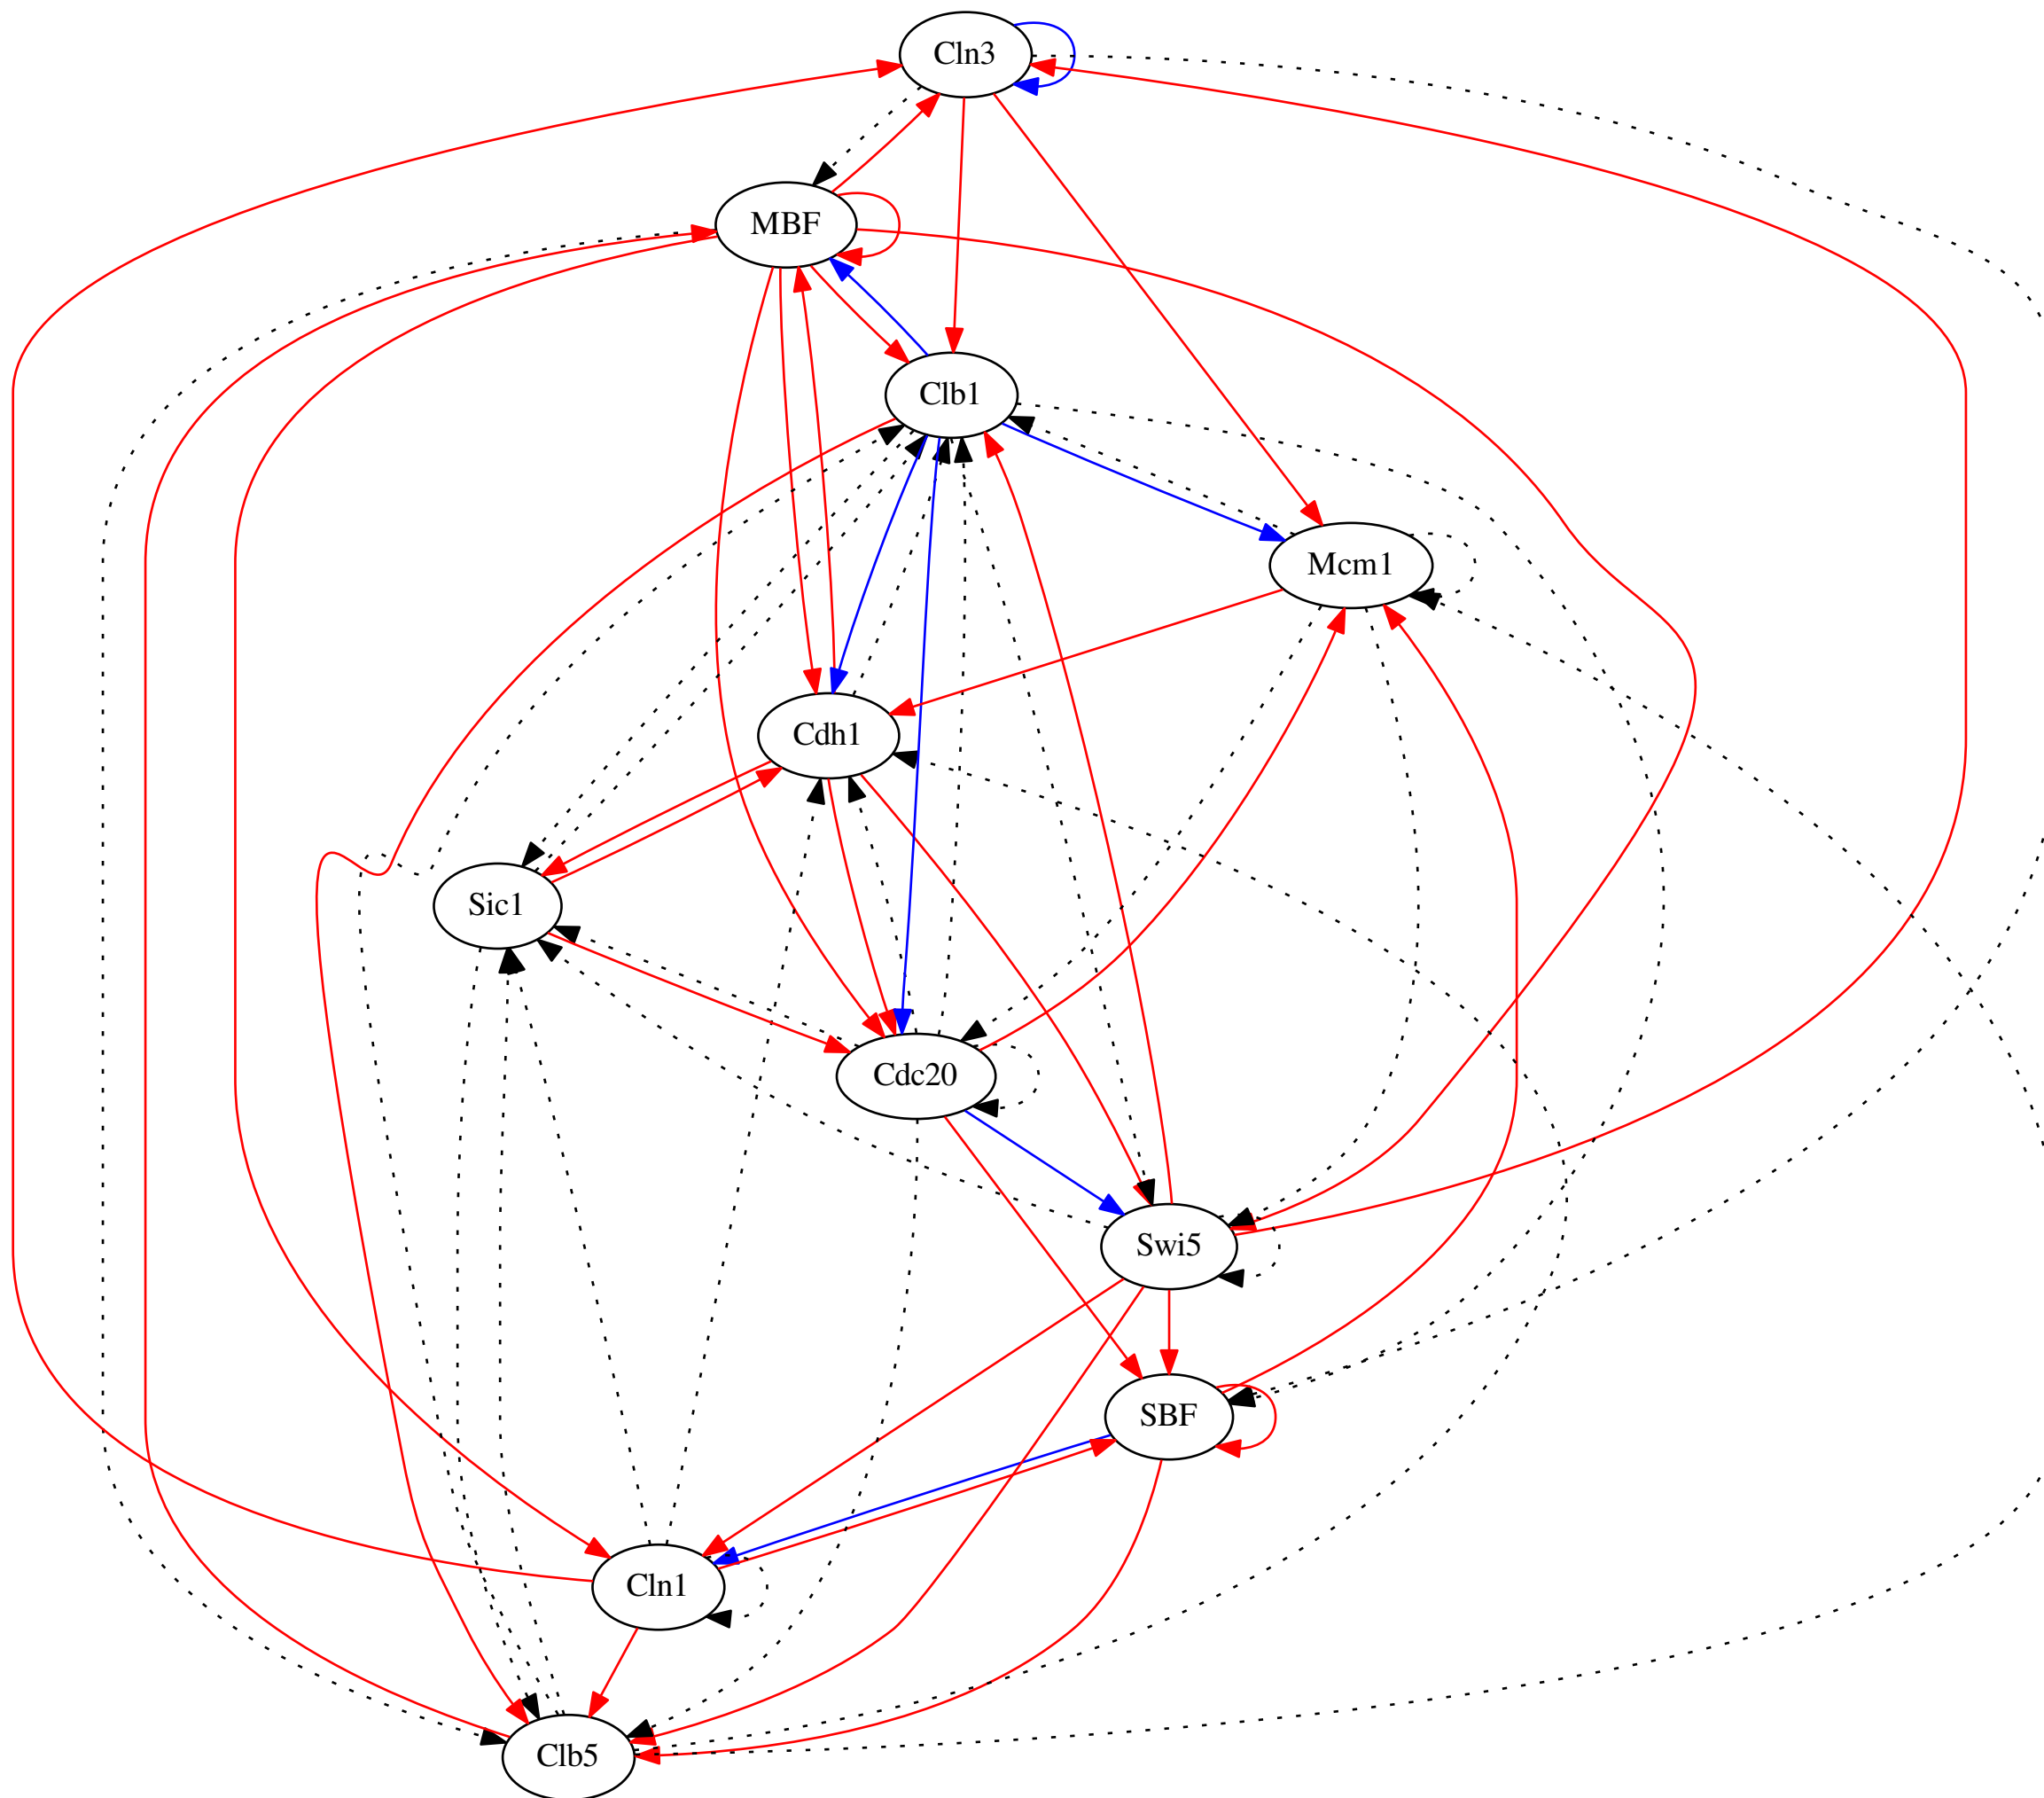 Cln3
MBF
Clb1
Mcm1
Cdh1
Sic1
Cdc20
Swi5
SBF
Cln1
Clb5